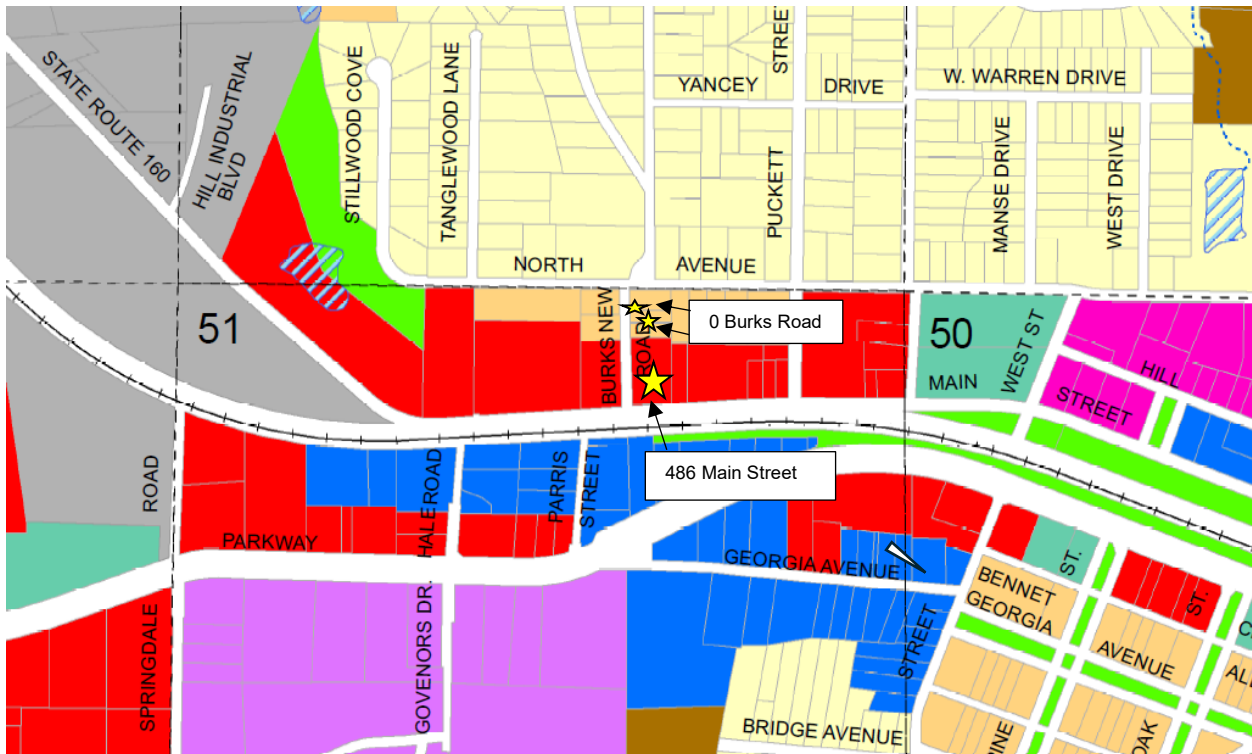 STATE ROUTE 160
HILL INDUSTRIAL
BLVD
STILLWOOD COVE
TANGLEWOOD LANE
YANCEY
STREET
DRIVE
PUCKETT
W. WARREN DRIVE
MANSE DRIVE
WEST DRIVE
NORTH
AVENUE
51
BURKS NEW
ROAD
0 Burks Road
50
MAIN
WEST ST
HILL
STREET
486 Main Street
ROAD
PARKWAY
HALE ROAD
PARRIS
STREET
GEORGIA AVENUE
BENNET
GEORGIA
ST.
ST.
AVENUE
SPRINGDALE
GOVENORS DR.
STREET
BRIDGE AVENUE
PINE
OAK